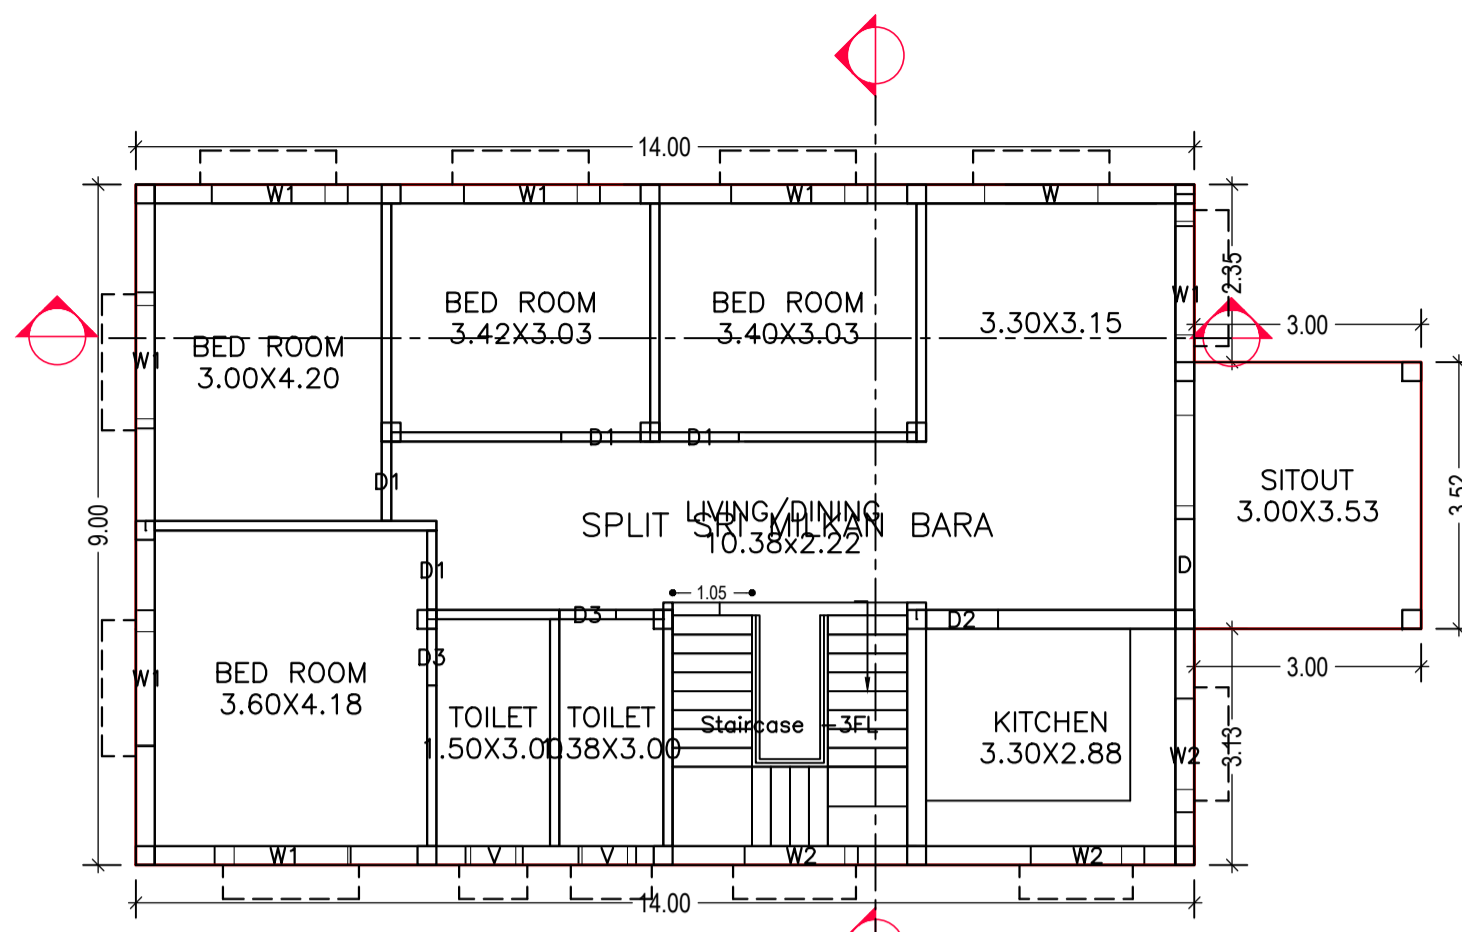 14.00
W1 W1 W1 W
2.35
W1
BED ROOM
3.42X3.03
BED ROOM
3.40X3.03
3.30X3.15
3.00
BED ROOM
3.00X4.20
W1
D1 D1
D1
SITOUT
3.00X3.53
3.52
9.00
LIVING/DINING
SPLIT SRI MILKAN BARA
10.38x2.22
D1
D
1.05
D3
D2
D3
3.00
W1
BED ROOM
3.60X4.18
TOILET
1.50X3.00
TOILET
1.38X3.00
Staircase -3FL
KITCHEN
3.30X2.88
W2
3.13
W1 V V W2 W2
14.00